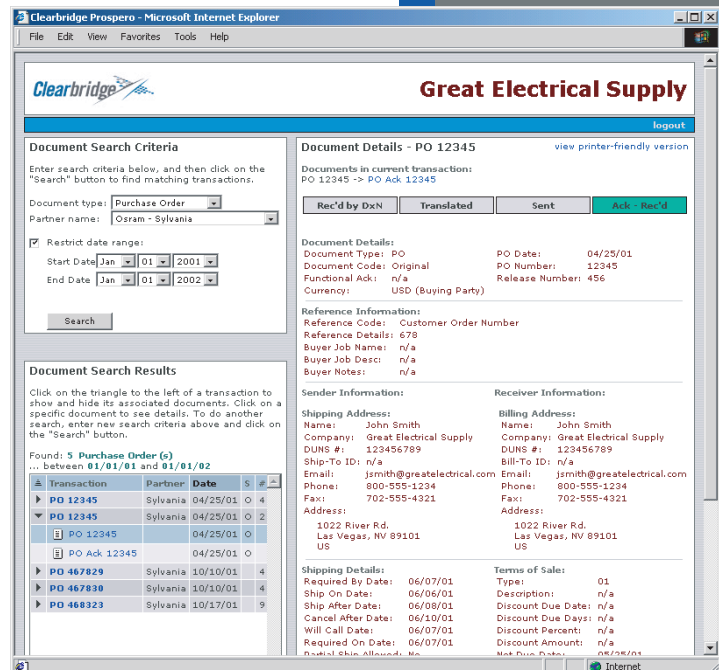 Clearbridge Prospero - Microsoft Internet Explorer
File Edit View Favorites Tools Help
Clearbridge
Great Electrical Supply
logout
Document Search Criteria
Enter search criteria below, and then click on the
"Search" button to find matching transactions.
Document type: Purchase Order
Partner name: Osram - Sylvania
Restrict date range:
Start Date Jan 01 2001
End Date Jan 01 2002
Search
Document Search Results
Click on the triangle to the left of a transaction to
show and hide its associated documents. Click on a
specific document to see details. To do another
search, enter new search criteria above and click on
the "Search" button.
Found: 5 Purchase Order (s)
... between 01/01/01 and 01/01/02
Transaction Partner Date S #
PO 12345 Sylvania 04/25/01 O 4
PO 12345 Sylvania 04/25/01 O 2
PO 12345 04/25/01 O
PO Ack 12345 04/25/01 O
PO 467829 Sylvania 10/10/01 4
PO 467830 Sylvania 10/10/01 4
PO 468323 Sylvania 10/17/01 9
Document Details - PO 12345 view printer-friendly version
Documents in current transaction:
PO 12345 -> PO Ack 12345
Rec'd by DxN Translated Sent Ack - Rec'd
Document Details:
Document Type: PO PO Date: 04/25/01
Document Code: Original PO Number: 12345
Functional Ack: n/a Release Number: 456
Currency: USD (Buying Party)
Reference Information:
Reference Code: Customer Order Number
Reference Details: 678
Buyer Job Name: n/a
Buyer Job Desc: n/a
Buyer Notes: n/a
Sender Information: Receiver Information:
Shipping Address: Billing Address:
Name: John Smith Name: John Smith
Company: Great Electrical Supply Company: Great Electrical Supply
DUNS #: 123456789 DUNS #: 123456789
Ship-To ID: n/a Bill-To ID: n/a
Email: jsmith@greatelectrical.com Email: jsmith@greatelectrical.com
Phone: 800-555-1234 Phone: 800-555-1234
Fax: 702-555-4321 Fax: 702-555-4321
Address: Address:
1022 River Rd. 1022 River Rd.
Las Vegas, NV 89101 Las Vegas, NV 89101
US US
Shipping Details: Terms of Sale:
Required By Date: 06/07/01 Type: 01
Ship On Date: 06/06/01 Description: n/a
Ship After Date: 06/08/01 Discount Due Date: n/a
Cancel After Date: 06/10/01 Discount Due Days: n/a
Will Call Date: 06/07/01 Discount Percent: n/a
Required On Date: 06/07/01 Discount Amount: n/a
Partial Ship Allowed: No Net Due Date: 05/25/01
Internet